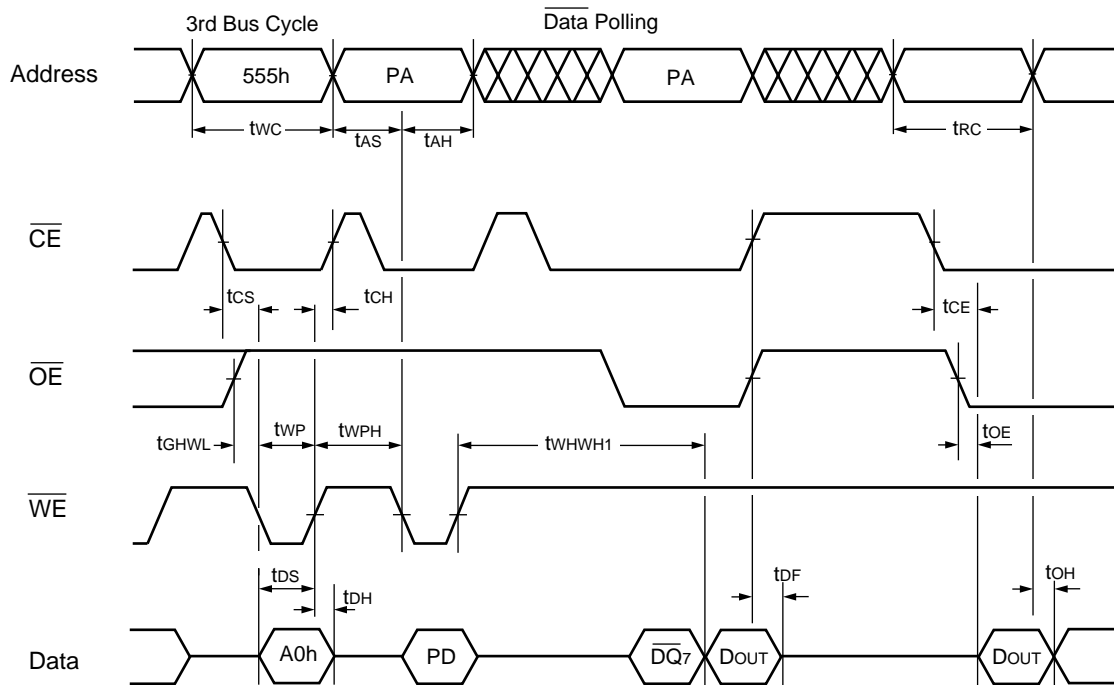 3rd Bus Cycle
Data Polling
Address
555h
PA
PA
tWC
tAS
tAH
tRC
CE
tCS
tCH
tCE
OE
tGHWL
tWP
tWPH
tWHWH1
tOE
WE
tDS
tDH
tDF
tOH
Data
A0h
PD
DQ7
DOUT
DOUT